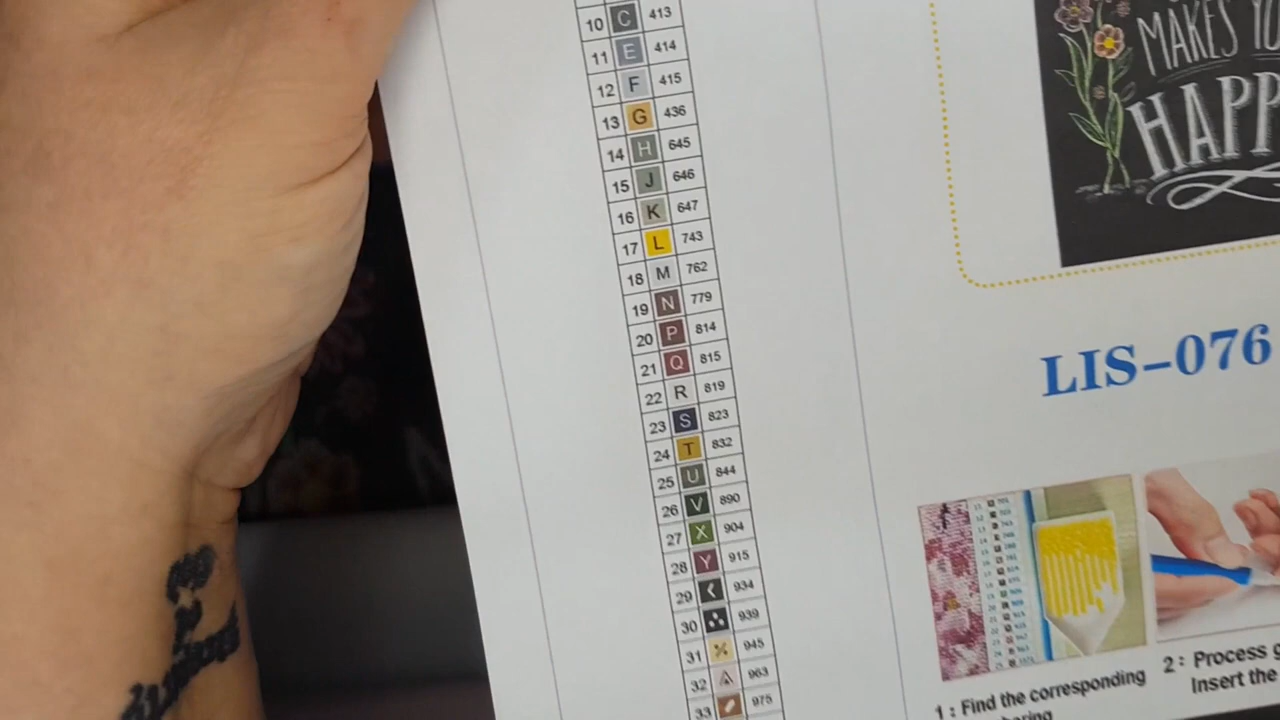 10 C 413
11 E 414
12 F 415
13 G 436
14 H 645
15 J 646
16 K 647
17 L 743
18 M 762
19 N 779
20 P 814
21 Q 815
22 R 819
23 S 823
24 T 832
25 U 844
26 V 890
27 X 904
28 Y 915
29 934
30 939
31 945
32 963
33 975
MAKES
HAPP
LIS-076
1: Find the corresponding
2: Process
Insert the